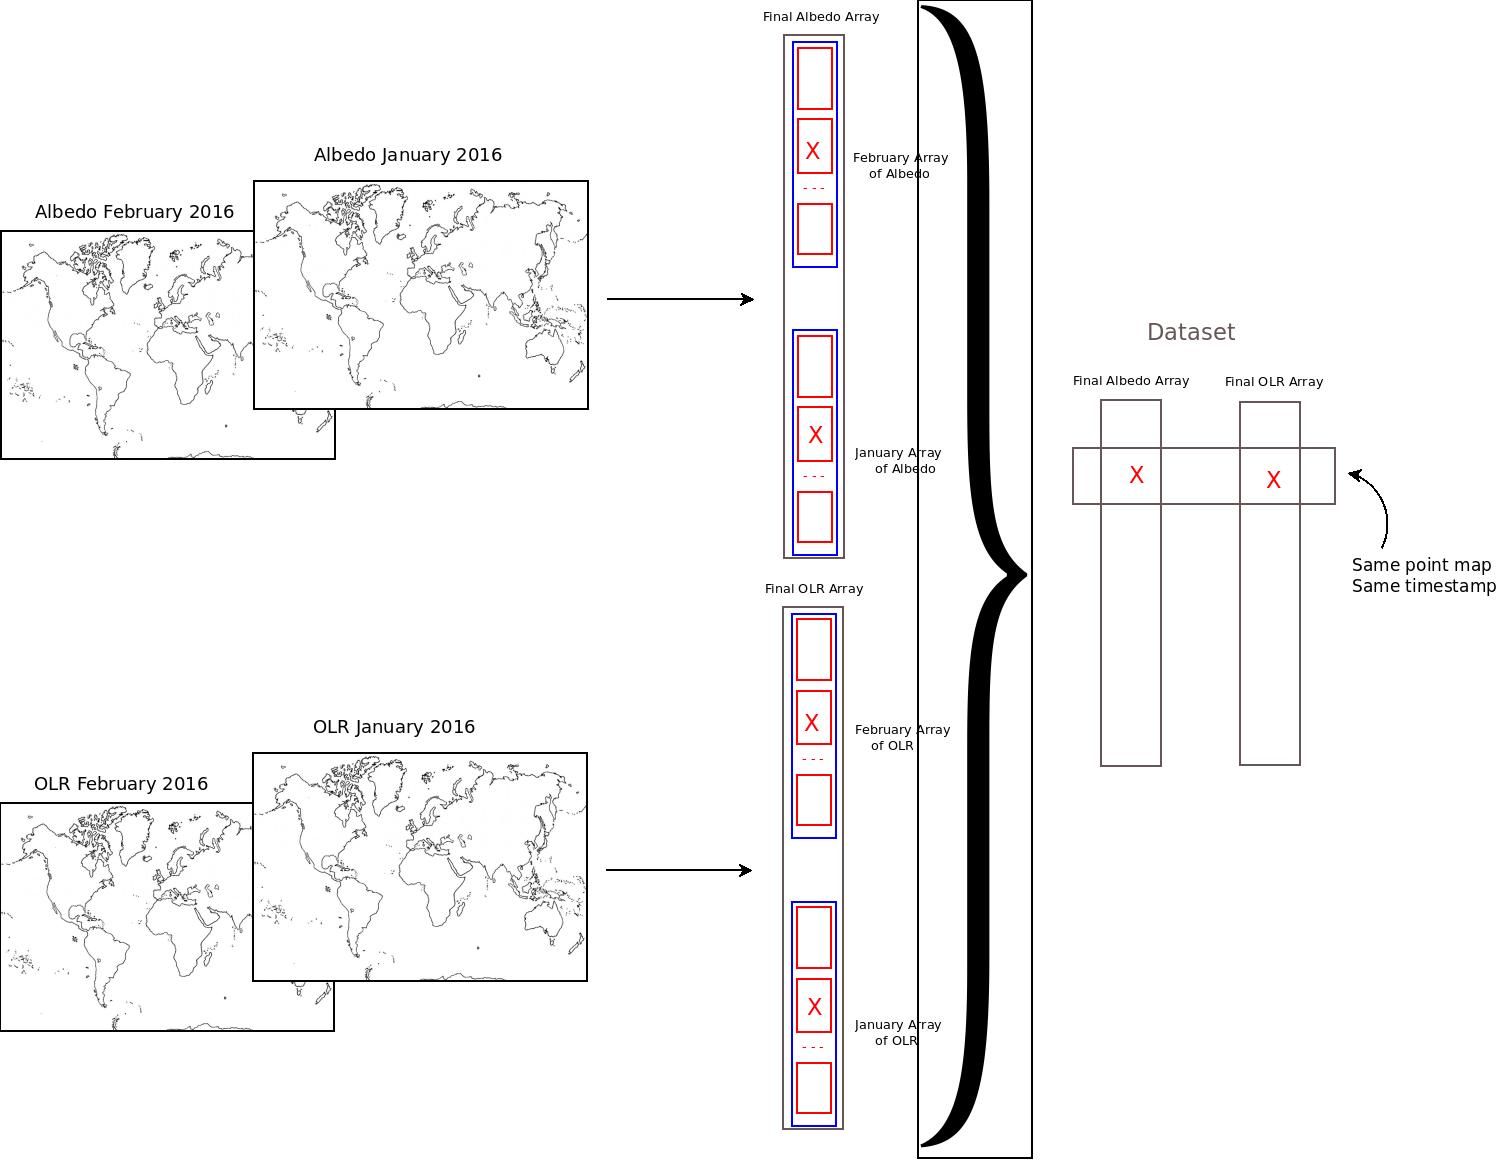 Final Albedo Array
Albedo January 2016
Albedo February 2016
X
February Array
of Albedo
- - -
X
January Array
of Albedo
- - -
Final OLR Array
OLR January 2016
OLR February 2016
X
February Array
of OLR
- - -
X
January Array
of OLR
- - -
Dataset
Final Albedo Array
Final OLR Array
X
X
Same point map
Same timestamp